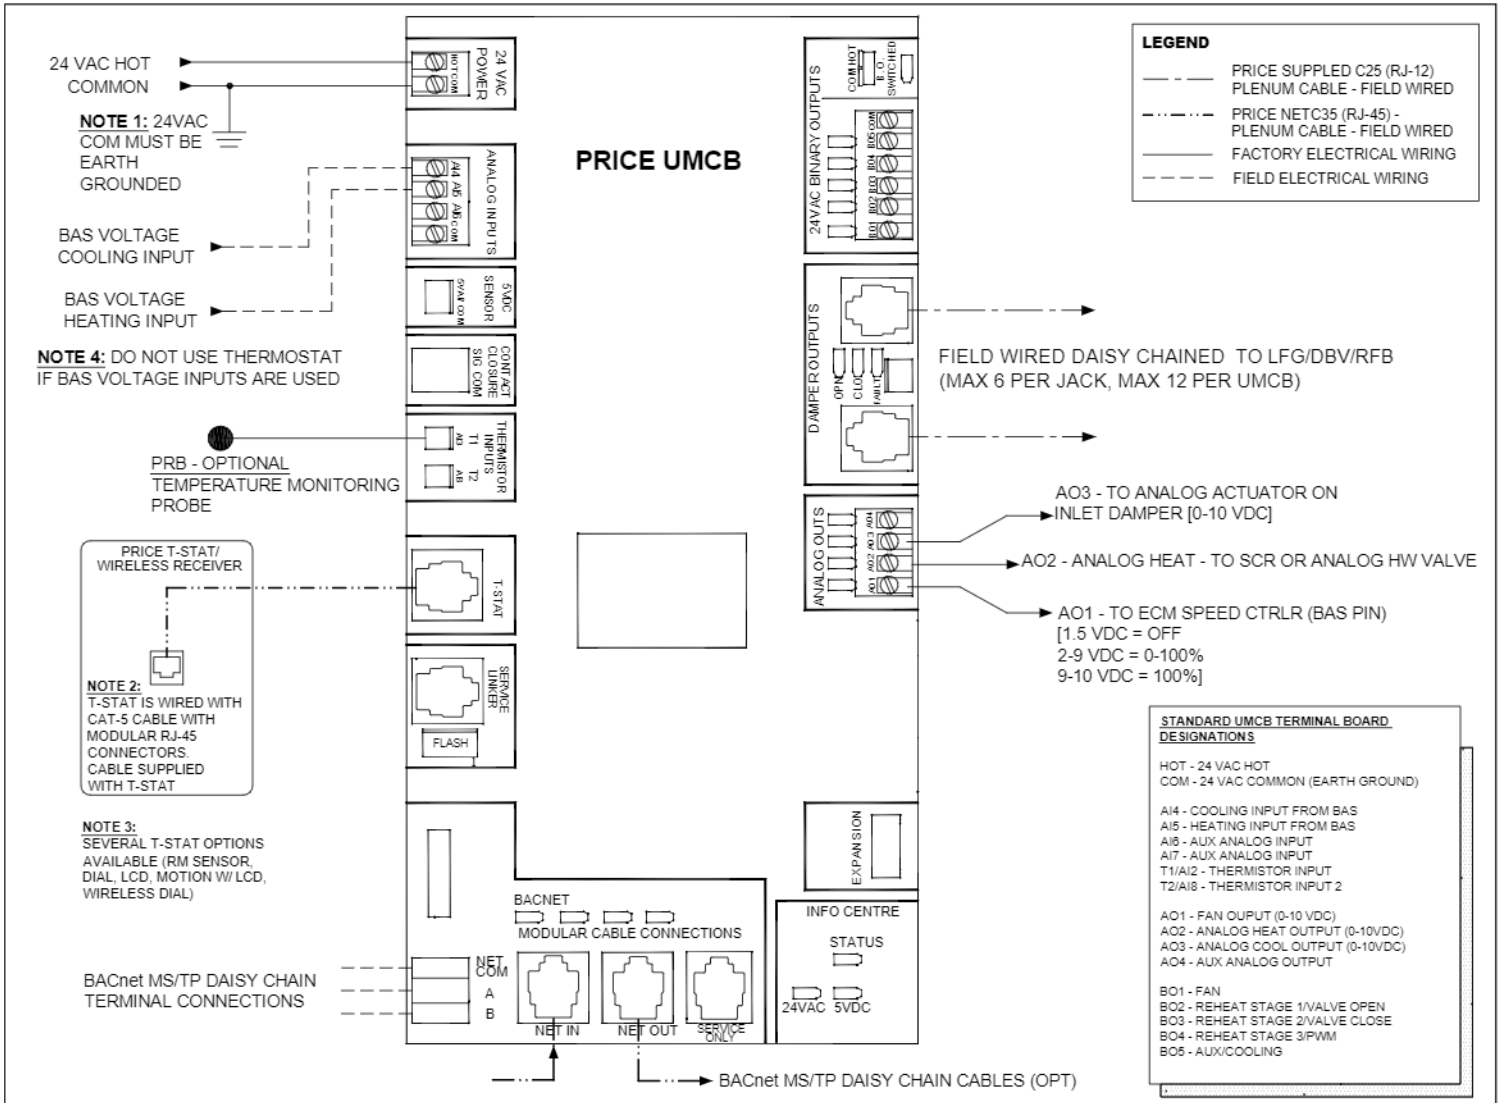 24 VAC HOT
COMMON
NOTE 1: 24VAC
COM MUST BE
EARTH
GROUNDED
BAS VOLTAGE
COOLING INPUT
BAS VOLTAGE
HEATING INPUT
NOTE 4: DO NOT USE THERMOSTAT
IF BAS VOLTAGE INPUTS ARE USED
PRB - OPTIONAL
TEMPERATURE MONITORING
PROBE
PRICE T-STAT/
WIRELESS RECEIVER
NOTE 2:
T-STAT IS WIRED WITH
CAT-5 CABLE WITH
MODULAR RJ-45
CONNECTORS.
CABLE SUPPLIED
WITH T-STAT
NOTE 3:
SEVERAL T-STAT OPTIONS
AVAILABLE (RM SENSOR,
DIAL, LCD, MOTION W/ LCD,
WIRELESS DIAL)
BACnet MS/TP DAISY CHAIN
TERMINAL CONNECTIONS
PRICE UMCB
24 VAC
POWER
HOT COM
ANALOG INPUTS
AI4
AI5
AI6
COM
5VDC
SENSOR
CONTACT
CLOSURE
SIG COM
THERMISTOR
INPUTS
T1
T2
T-STAT
SERVICE
LINKER
FLASH
BACNET
MODULAR CABLE CONNECTIONS
NET
COM
A
B
NET IN
NET OUT
SERVICE
ONLY
BACnet MS/TP DAISY CHAIN CABLES (OPT)
COM HOT
B.O.
SWITCHED
24VAC BINARY OUTPUTS
COM
BO5
BO4
BO3
BO2
BO1
DAMPER OUTPUTS
OPN
CLO
FAULT
ANALOG OUTS
AO4
AO3
AO2
AO1
EXPANSION
INFO CENTRE
STATUS
24VAC
5VDC
LEGEND
PRICE SUPPLED C25 (RJ-12)
PLENUM CABLE - FIELD WIRED
PRICE NETC35 (RJ-45) -
PLENUM CABLE - FIELD WIRED
FACTORY ELECTRICAL WIRING
FIELD ELECTRICAL WIRING
FIELD WIRED DAISY CHAINED TO LFG/DBV/RFB
(MAX 6 PER JACK, MAX 12 PER UMCB)
AO3 - TO ANALOG ACTUATOR ON
INLET DAMPER [0-10 VDC]
AO2 - ANALOG HEAT - TO SCR OR ANALOG HW VALVE
AO1 - TO ECM SPEED CTRLR (BAS PIN)
[1.5 VDC = OFF
2-9 VDC = 0-100%
9-10 VDC = 100%]
STANDARD UMCB TERMINAL BOARD
DESIGNATIONS
HOT - 24 VAC HOT
COM - 24 VAC COMMON (EARTH GROUND)
AI4 - COOLING INPUT FROM BAS
AI5 - HEATING INPUT FROM BAS
AI6 - AUX ANALOG INPUT
AI7 - AUX ANALOG INPUT
T1/AI2 - THERMISTOR INPUT
T2/AI8 - THERMISTOR INPUT 2
AO1 - FAN OUPUT (0-10 VDC)
AO2 - ANALOG HEAT OUTPUT (0-10VDC)
AO3 - ANALOG COOL OUTPUT (0-10VDC)
AO4 - AUX ANALOG OUTPUT
BO1 - FAN
BO2 - REHEAT STAGE 1/VALVE OPEN
BO3 - REHEAT STAGE 2/VALVE CLOSE
BO4 - REHEAT STAGE 3/PWM
BO5 - AUX/COOLING